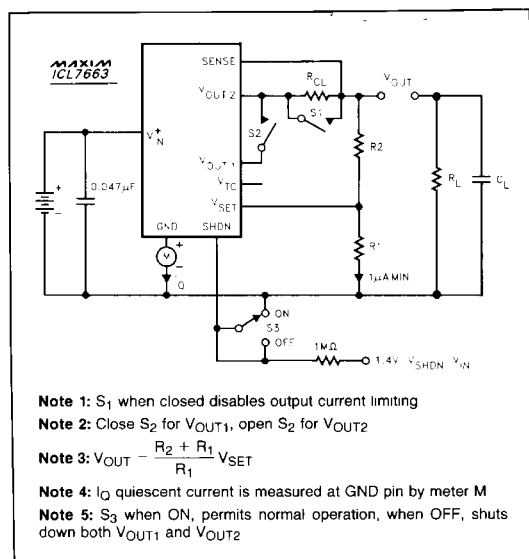 MAXIM
ICL7663
SENSE
VOUT2
RCL
VOUT
S1
S2
V+IN
R2
VOUT1
VTC
RL
CL
0.047μF
VSET
GND
SHDN
R1
M
1μA MIN
IQ
ON
S3
OFF
1MΩ
1.4V VSHDN VIN
Note 1: S1 when closed disables output current limiting
Note 2: Close S2 for VOUT1, open S2 for VOUT2
Note 3: VOUT = (R2 + R1) / R1 VSET
Note 4: IQ quiescent current is measured at GND pin by meter M
Note 5: S3 when ON, permits normal operation, when OFF, shuts
down both VOUT1 and VOUT2